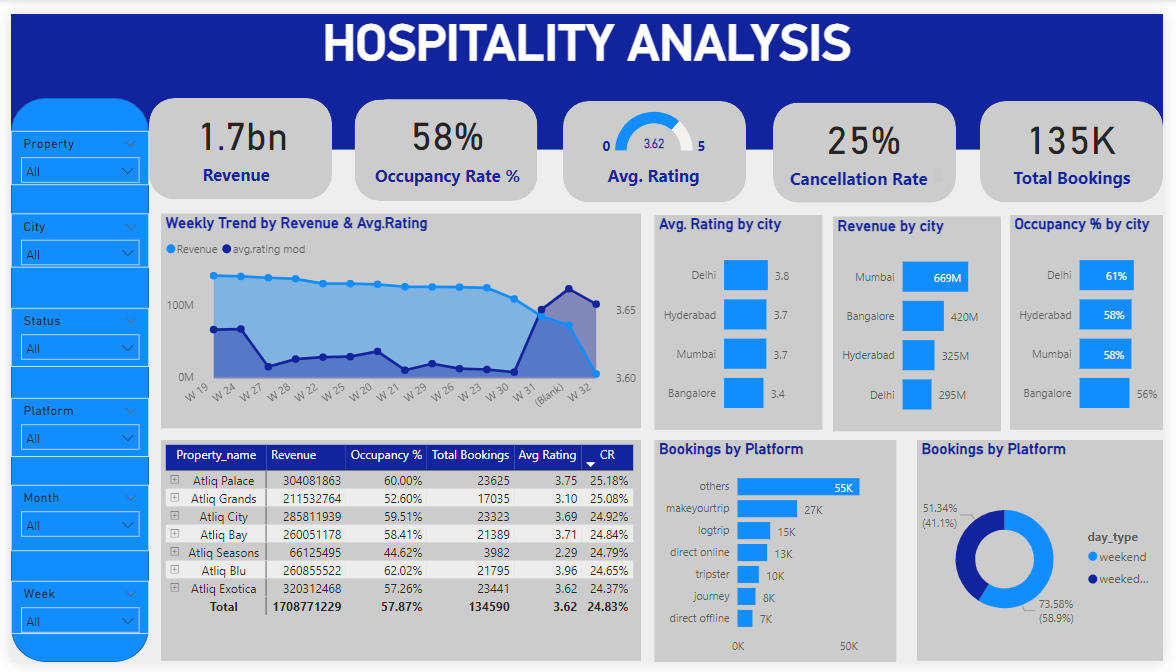 HOSPITALITY ANALYSIS
Property
All
City
All
Status
All
Platform
All
Month
All
Week
All
1.7bn
Revenue
58%
Occupancy Rate %
0 3.62 5
Avg. Rating
25%
Cancellation Rate
135K
Total Bookings
Weekly Trend by Revenue & Avg.Rating
Revenue avg.rating mod
100M
0M
3.65
3.60
W 19 W 24 W 27 W 28 W 22 W 25 W 20 W 21 W 29 W 26 W 23 W 30 W 31 (Blank) W 32
Avg. Rating by city
Delhi 3.8
Hyderabad 3.7
Mumbai 3.7
Bangalore 3.4
Revenue by city
Mumbai 669M
Bangalore 420M
Hyderabad 325M
Delhi 295M
Occupancy % by city
Delhi 61%
Hyderabad 58%
Mumbai 58%
Bangalore 56%
Property_name Revenue Occupancy % Total Bookings Avg Rating CR
Atliq Palace 304081863 60.00% 23625 3.75 25.18%
Atliq Grands 211532764 52.60% 17035 3.10 25.08%
Atliq City 285811939 59.51% 23323 3.69 24.92%
Atliq Bay 260051178 58.41% 21389 3.71 24.84%
Atliq Seasons 66125495 44.62% 3982 2.29 24.79%
Atliq Blu 260855522 62.02% 21795 3.96 24.65%
Atliq Exotica 320312468 57.26% 23441 3.62 24.37%
Total 1708771229 57.87% 134590 3.62 24.83%
Bookings by Platform
others 55K
makeyourtrip 27K
logtrip 15K
direct online 13K
tripster 10K
journey 8K
direct offline 7K
0K 50K
Bookings by Platform
51.34%
(41.1%)
73.58%
(58.9%)
day_type
weekend
weeked...